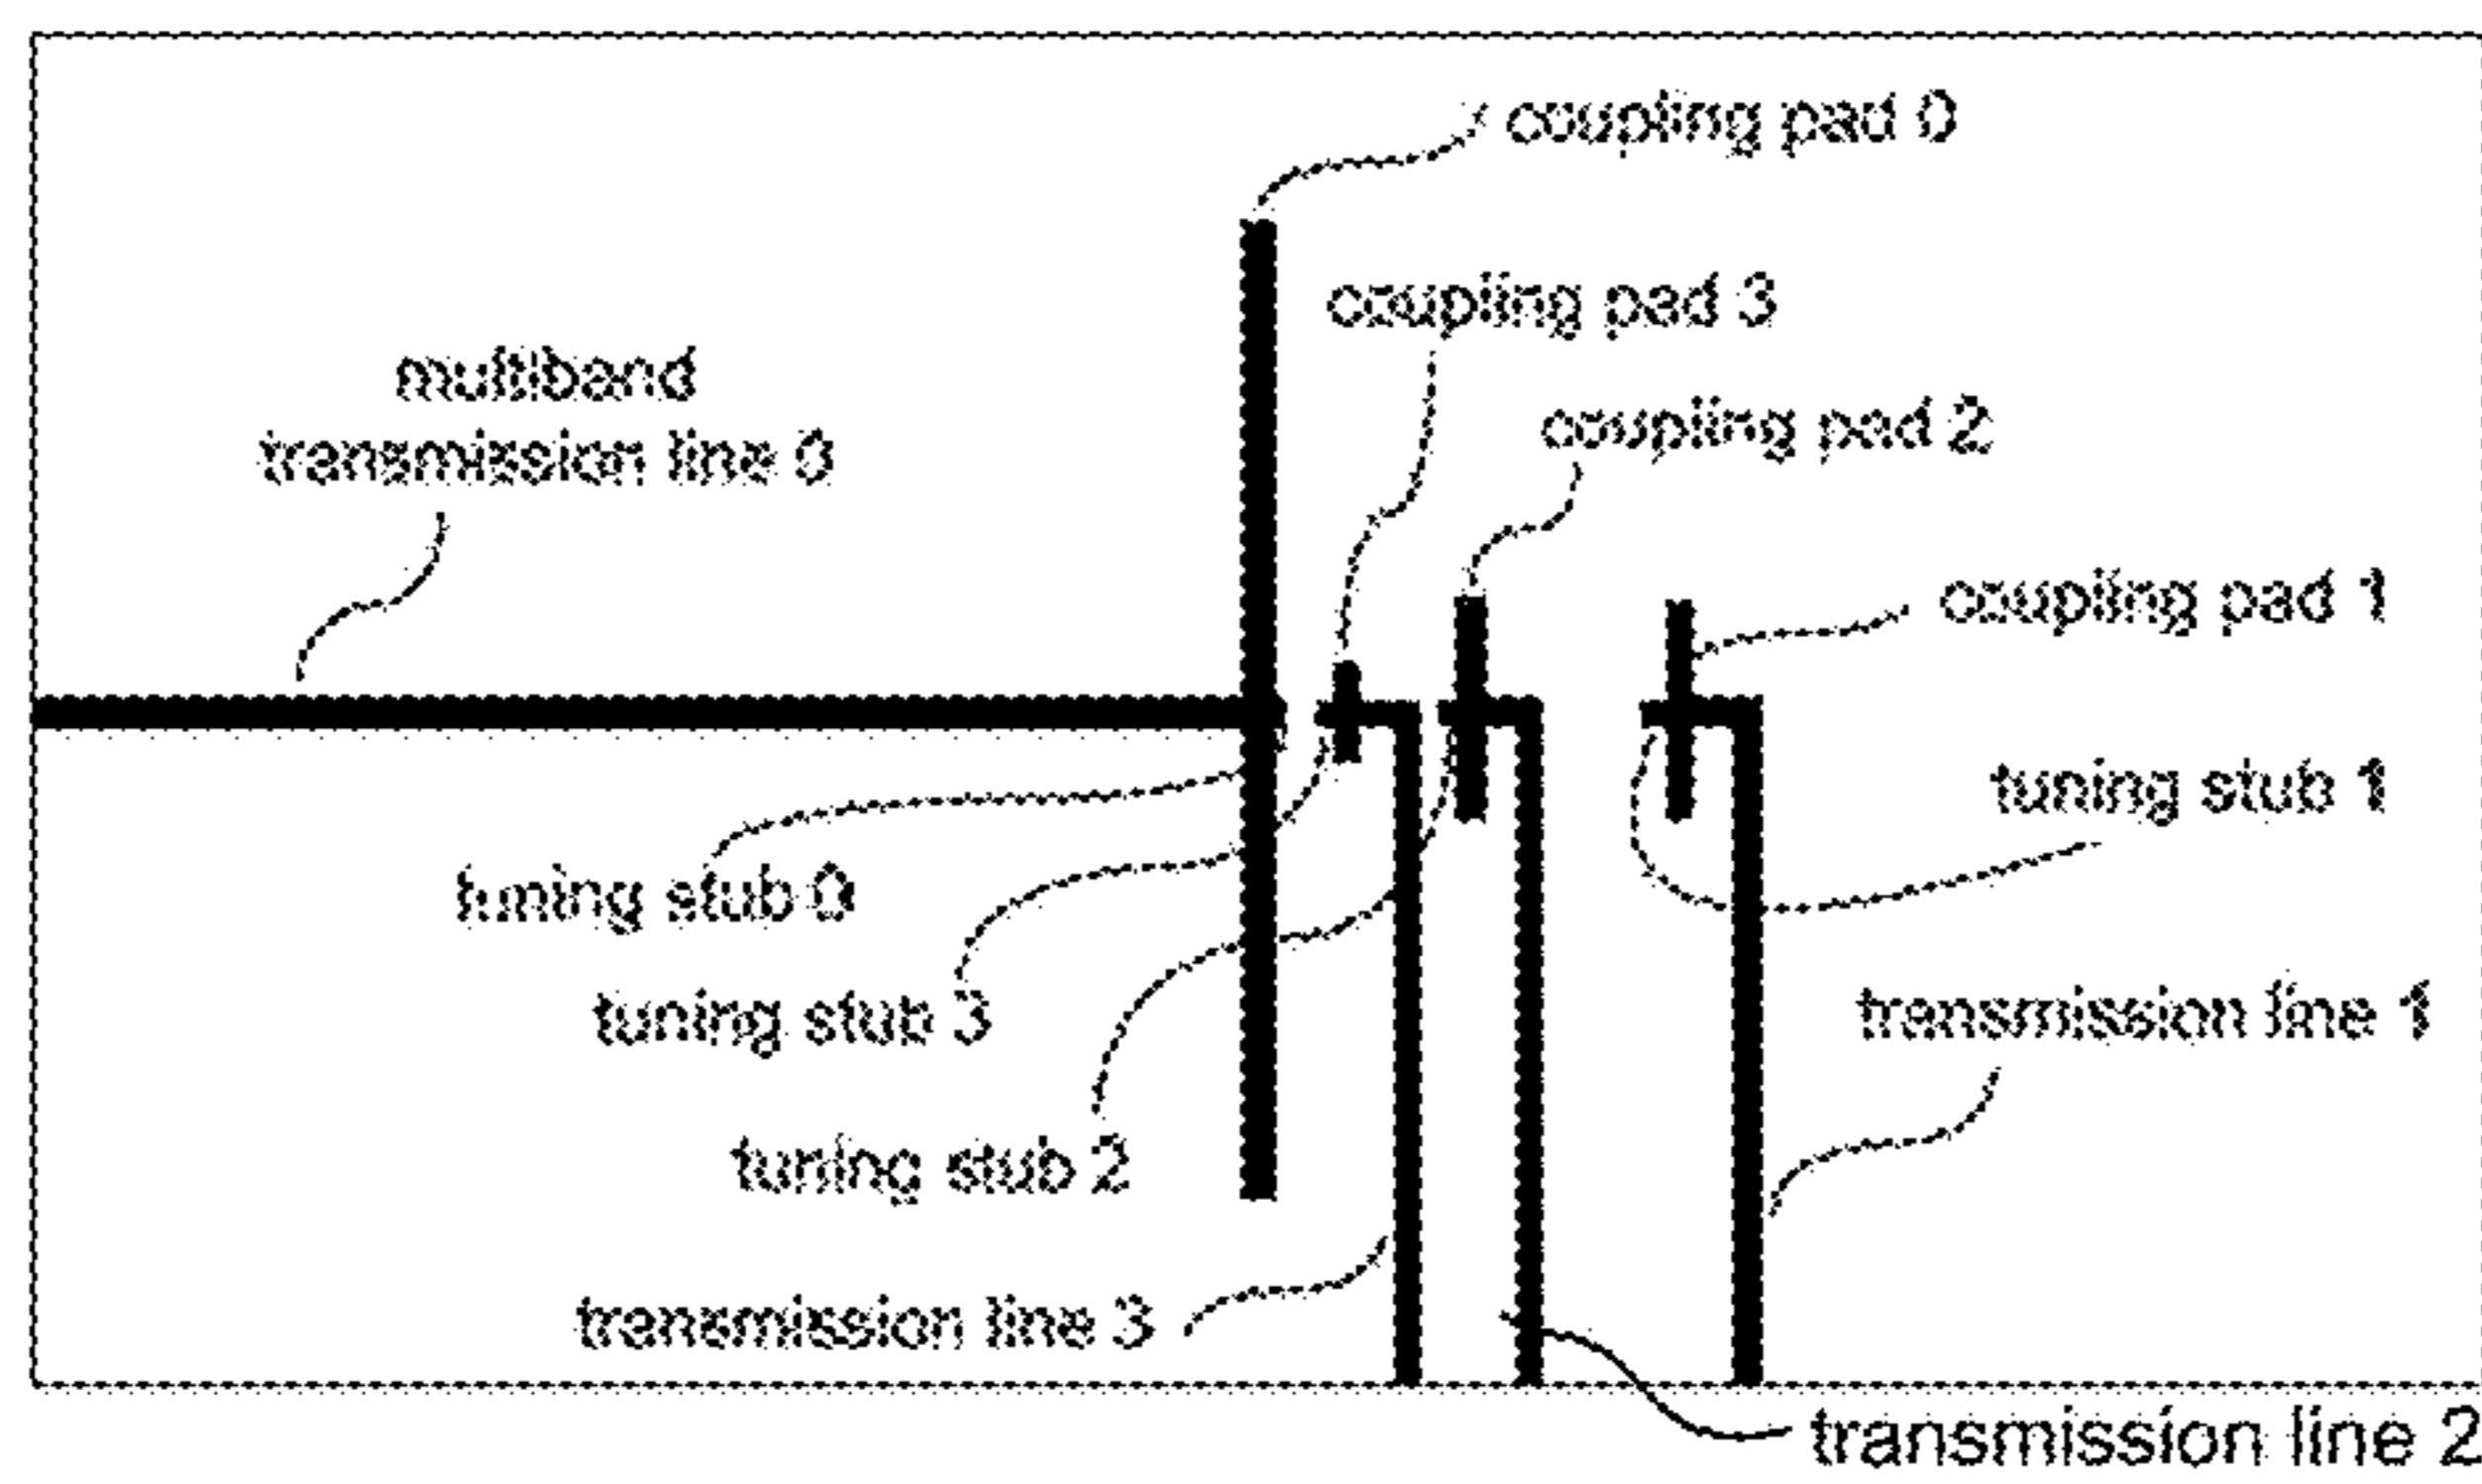 coupling pad 0
coupling pad 3
multiband
transmission line 0
coupling pad 2
coupling pad 1
tuning stub 1
tuning stub 0
tuning stub 3
transmission line 1
tuning stub 2
transmission line 3
transmission line 2